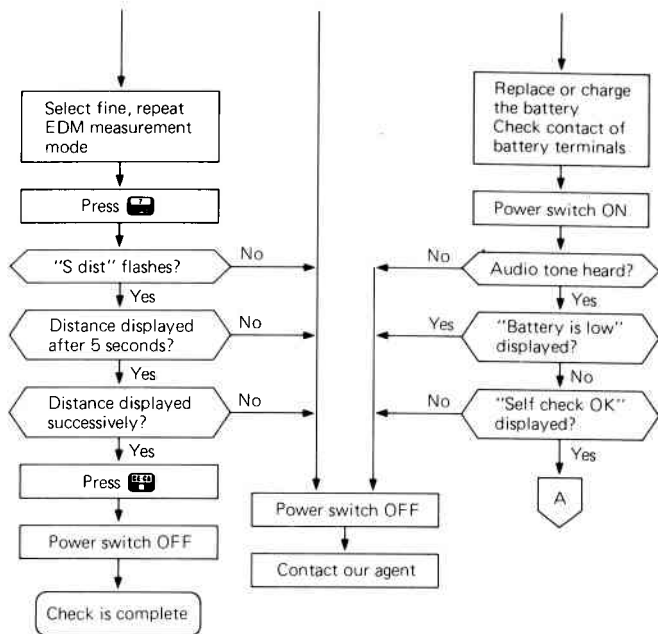 Select fine, repeat
EDM measurement
mode
Press
"S dist" flashes?
No
Yes
Distance displayed
after 5 seconds?
No
Yes
Distance displayed
successively?
No
Yes
Press
Power switch OFF
Check is complete
Power switch OFF
Contact our agent
Replace or charge
the battery
Check contact of
battery terminals
Power switch ON
No
Audio tone heard?
Yes
Yes
"Battery is low"
displayed?
No
No
"Self check OK"
displayed?
Yes
A